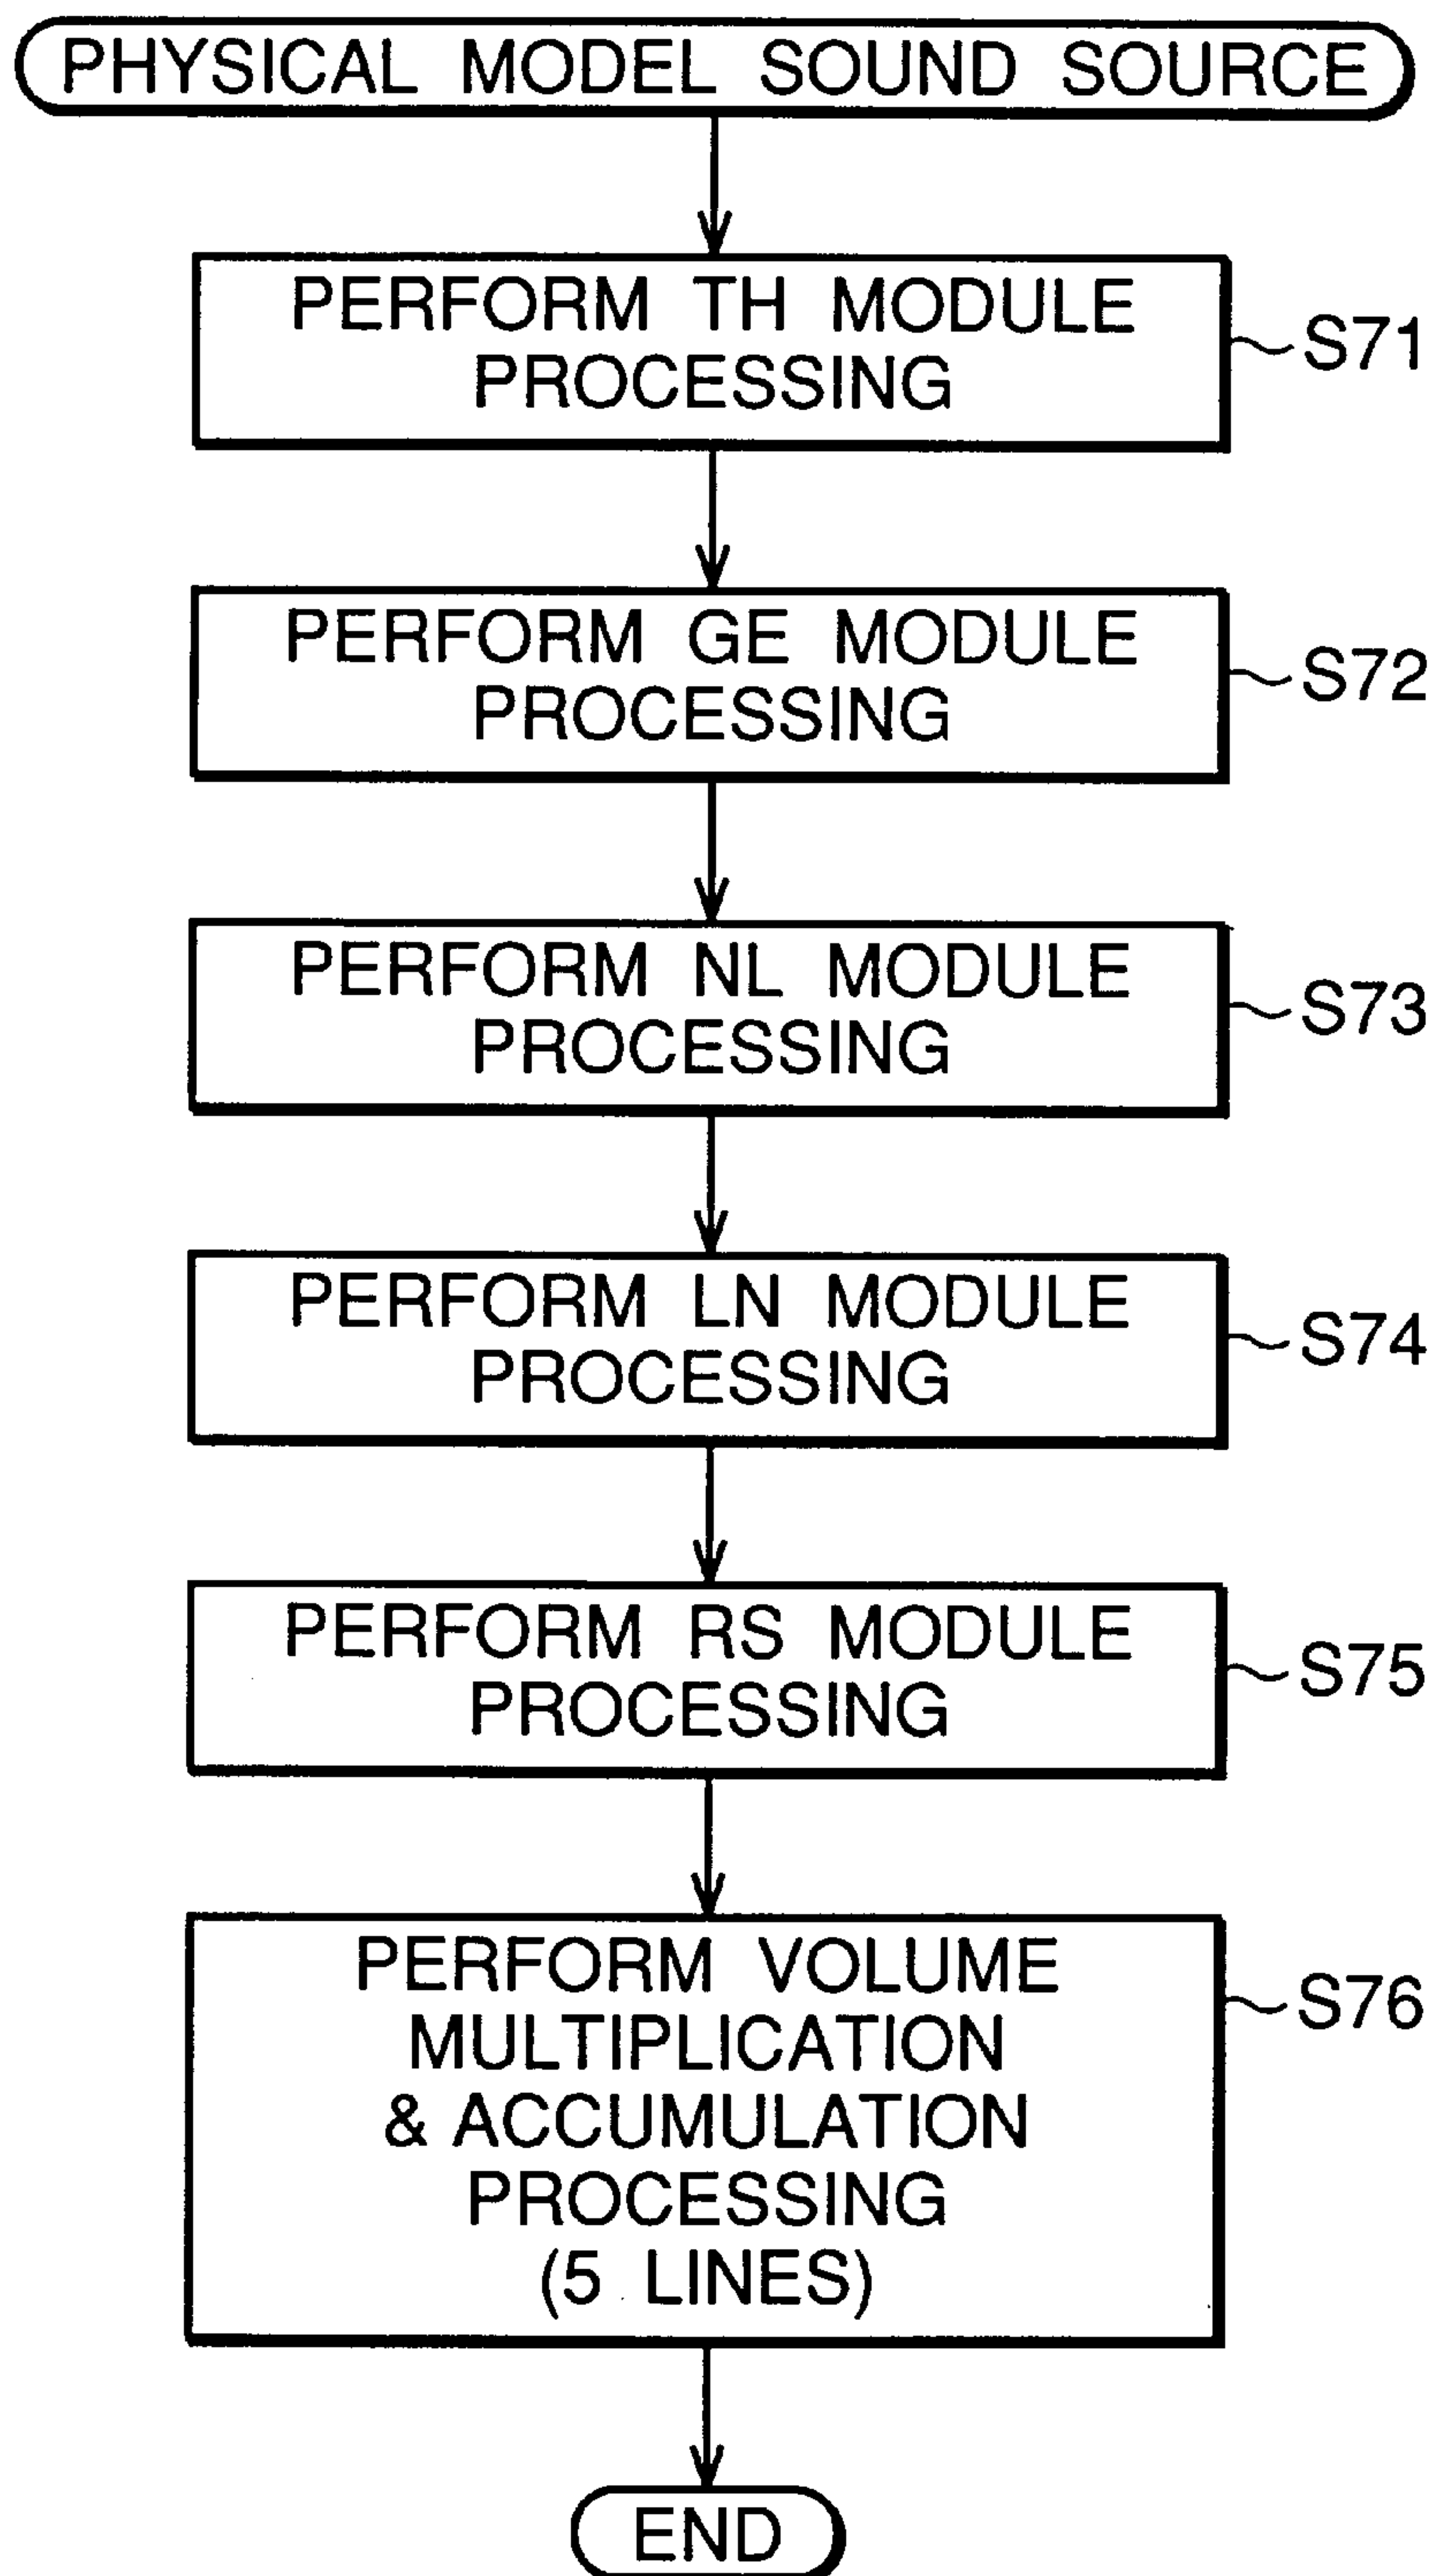 PHYSICAL MODEL SOUND SOURCE
PERFORM TH MODULE
PROCESSING
S71
PERFORM GE MODULE
PROCESSING
S72
PERFORM NL MODULE
PROCESSING
S73
PERFORM LN MODULE
PROCESSING
S74
PERFORM RS MODULE
PROCESSING
S75
PERFORM VOLUME
MULTIPLICATION
& ACCUMULATION
PROCESSING
(5 LINES)
S76
END